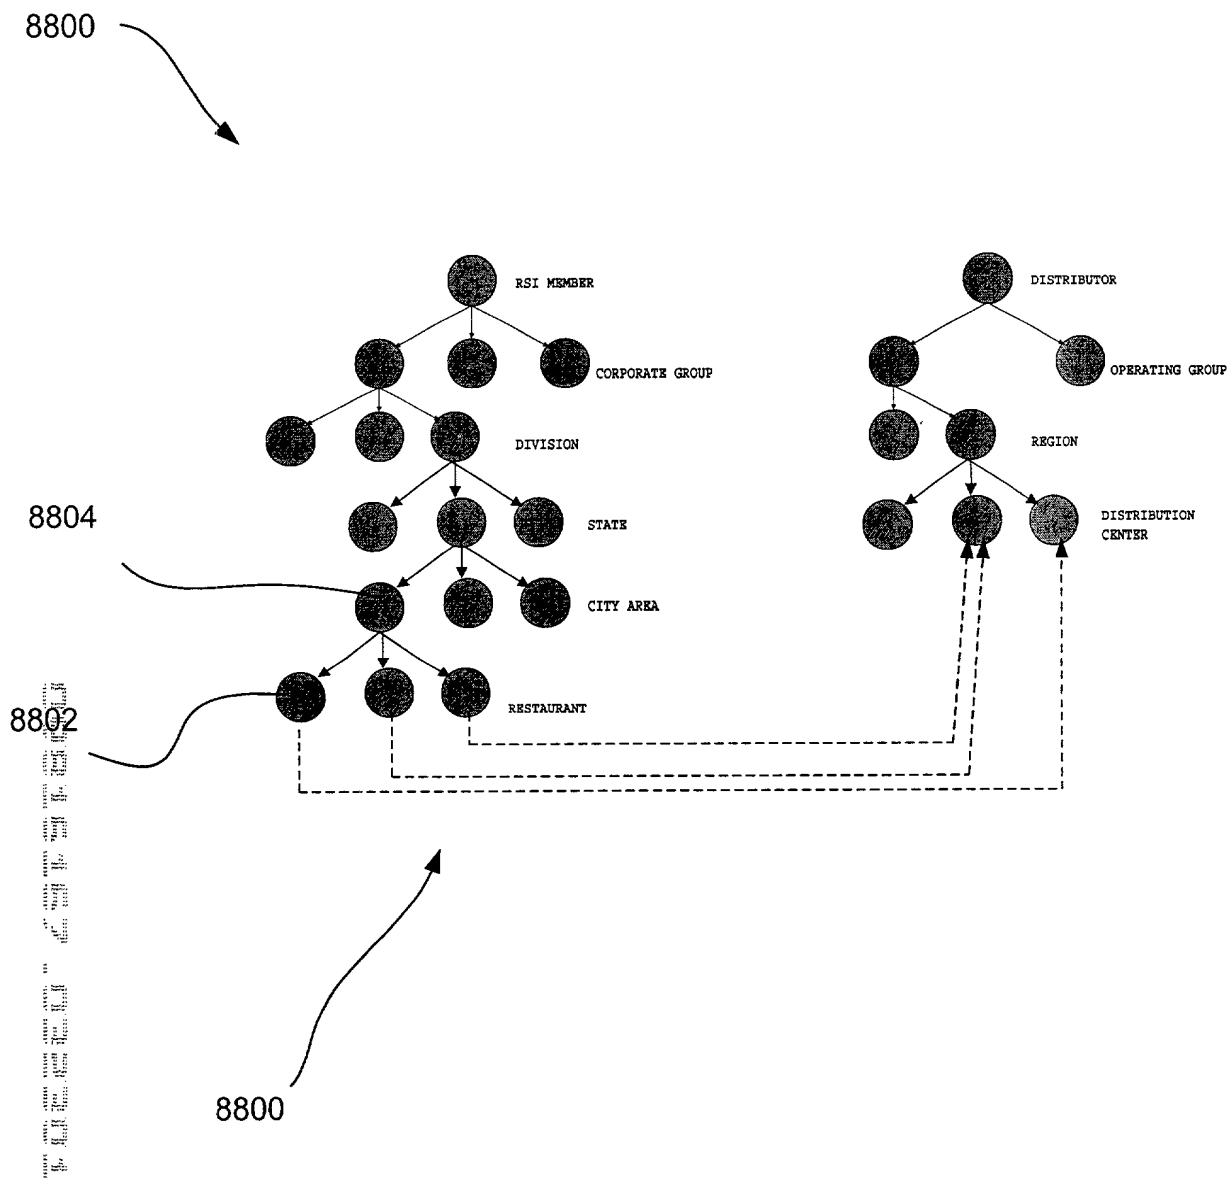 8800
RSI MEMBER
DISTRIBUTOR
CORPORATE GROUP
OPERATING GROUP
DIVISION
REGION
8804
STATE
DISTRIBUTION
CENTER
CITY AREA
RESTAURANT
8802
8800